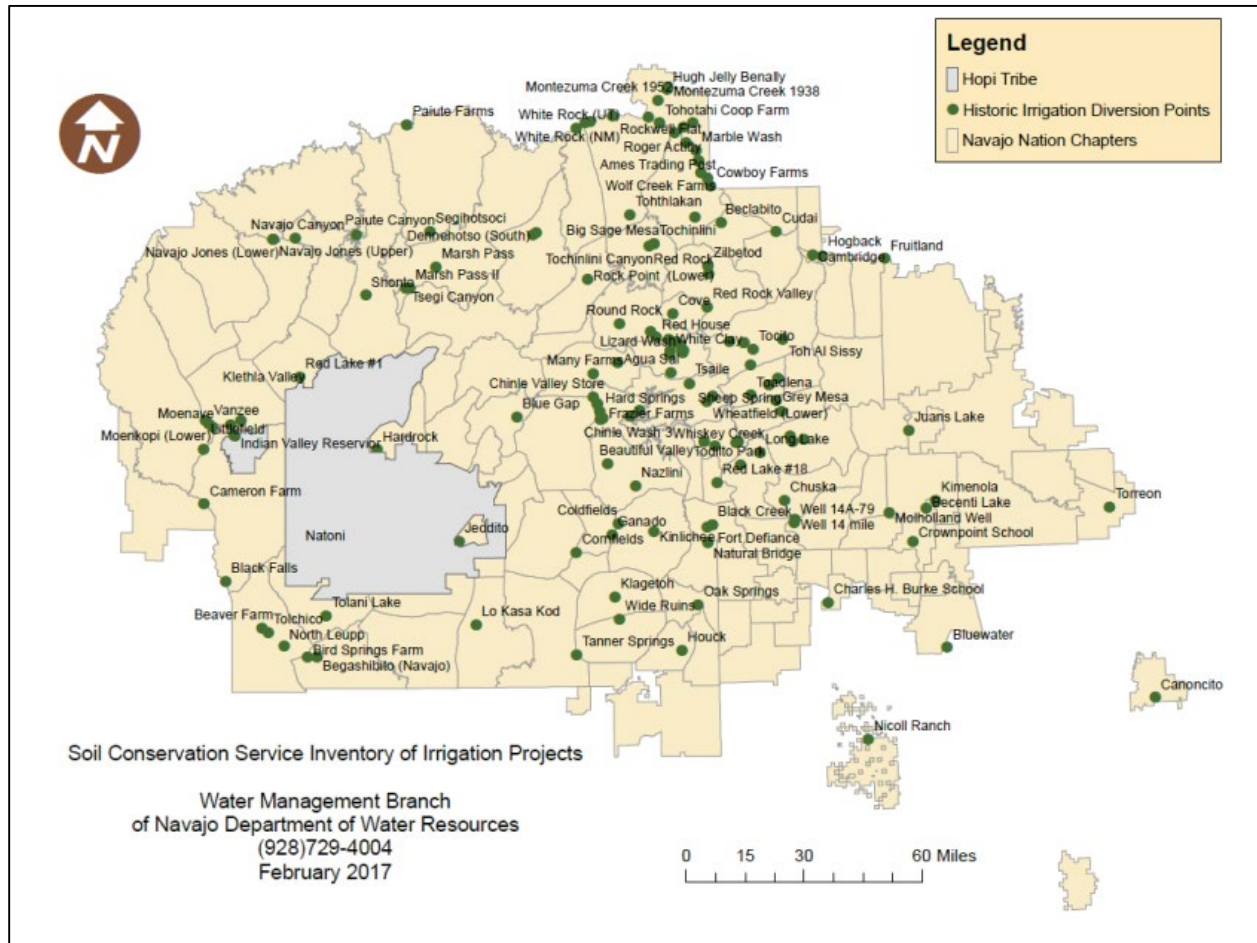 Legend
Hopi Tribe
Historic Irrigation Diversion Points
Navajo Nation Chapters
N
Hugh Jelly Benally
Montezuma Creek 1952
Montezuma Creek 1938
Paiute Farms
White Rock (UT)
Tohotahi Coop Farm
White Rock (NM)
Rockwell Flat
Marble Wash
Roger Actiny
Ames Trading Post
Cowboy Farms
Wolf Creek Farms
Tohthlakan
Beclabito
Cudai
Navajo Canyon
Paiute Canyon
Segihotsoci
Dennehotso (South)
Big Sage Mesa
Tochinlini
Hogback
Fruitland
Navajo Jones (Lower)
Navajo Jones (Upper)
Marsh Pass
Tochinlini Canyon
Red Rock
Zilbetod
Cambridge
Shonto
Marsh Pass II
Rock Point (Lower)
Tsegi Canyon
Round Rock
Cove
Red Rock Valley
Red House
Lizard Wash
White Clay
Tocito
Toh Al Sissy
Red Lake #1
Many Farms
Agua Sal
Klethla Valley
Chinle Valley Store
Tsaile
Toadlena
Hard Springs
Sheep Spring
Grey Mesa
Moenave
Vanzee
Blue Gap
Frazier Farms
Wheatfield (Lower)
Juans Lake
Littlefield
Moenkopi (Lower)
Indian Valley Reservior
Hardrock
Chinle Wash 3
Whiskey Creek
Long Lake
Beautiful Valley
Todilto Park
Nazlini
Red Lake #18
Cameron Farm
Chuska
Kimenola
Torreon
Becenti Lake
Coldfields
Black Creek
Well 14A-79
Molholland Well
Natoni
Jeddito
Ganado
Well 14 mile
Cornfields
Kinlichee
Fort Defiance
Crownpoint School
Natural Bridge
Black Falls
Klagetoh
Oak Springs
Charles H. Burke School
Tolani Lake
Wide Ruins
Beaver Farm
Tolchico
Lo Kasa Kod
North Leupp
Tanner Springs
Houck
Bluewater
Bird Springs Farm
Begashibito (Navajo)
Canoncito
Nicoll Ranch
Soil Conservation Service Inventory of Irrigation Projects
Water Management Branch
of Navajo Department of Water Resources
(928)729-4004
February 2017
0 15 30 60 Miles